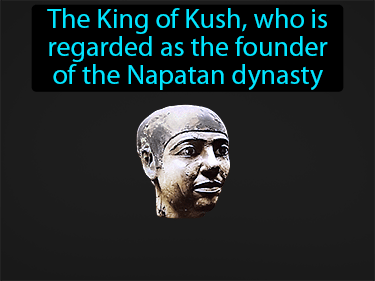 The King of Kush, who is
regarded as the founder
of the Napatan dynasty